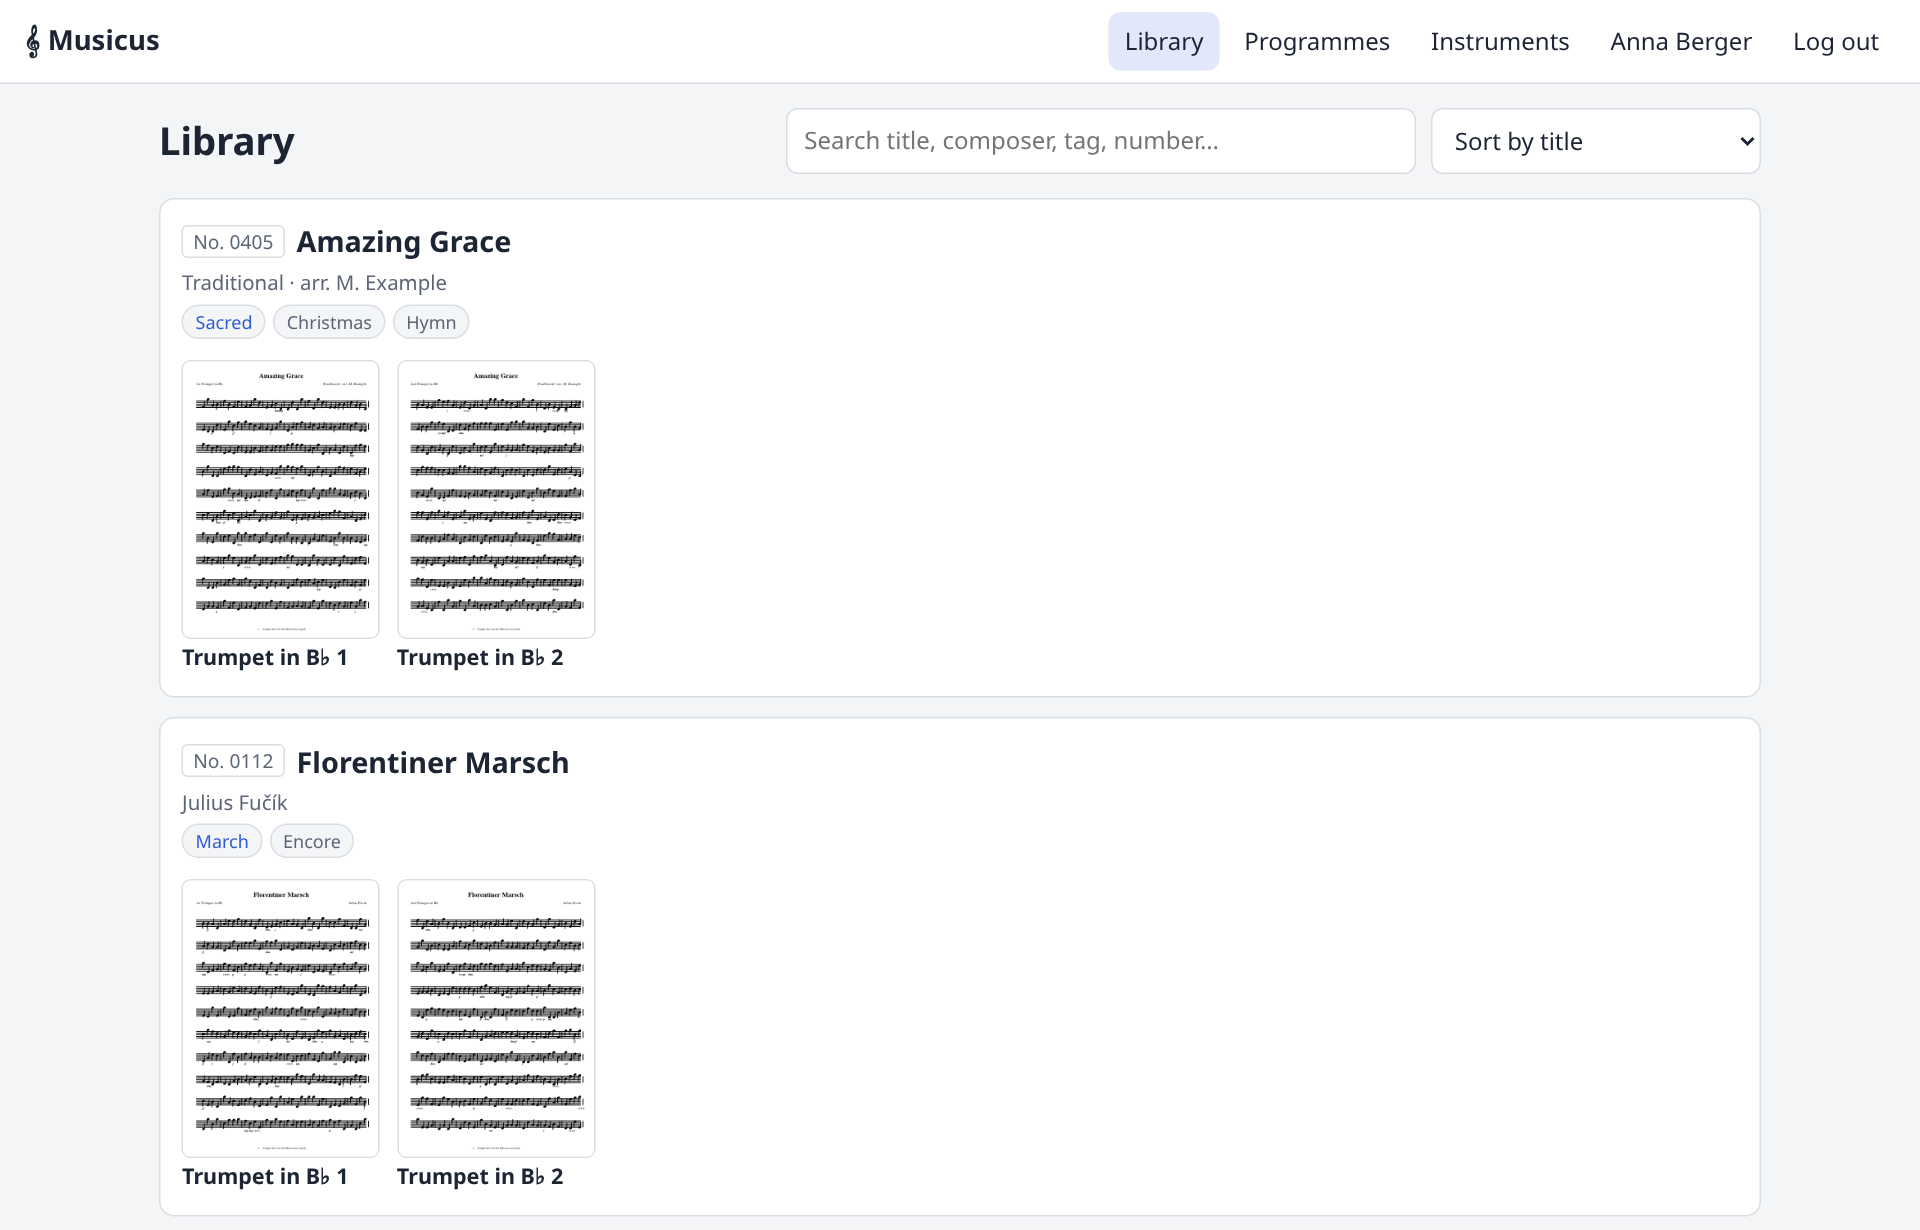 Musicus
Library Programmes Instruments Anna Berger Log out
Library
Search title, composer, tag, number...
Sort by title
No. 0405 Amazing Grace
Traditional · arr. M. Example
Sacred Christmas Hymn
Amazing Grace
Amazing Grace
Trumpet in B♭ 1
Trumpet in B♭ 2
No. 0112 Florentiner Marsch
Julius Fučík
March Encore
Florentiner Marsch
Florentiner Marsch
Trumpet in B♭ 1
Trumpet in B♭ 2